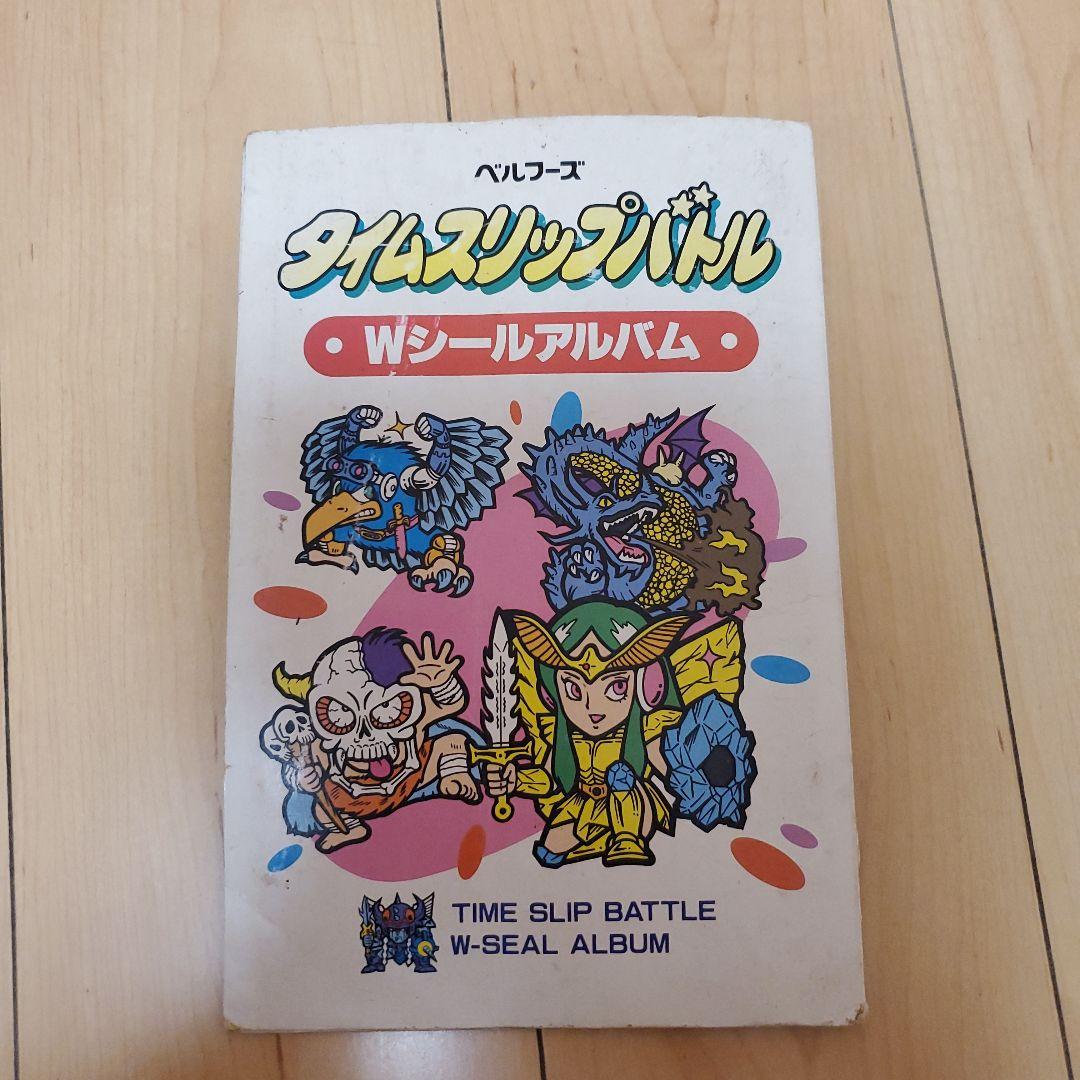 ベルフーズ
タイムスリップバトル
Wシールアルバム
TIME SLIP BATTLE
W-SEAL ALBUM